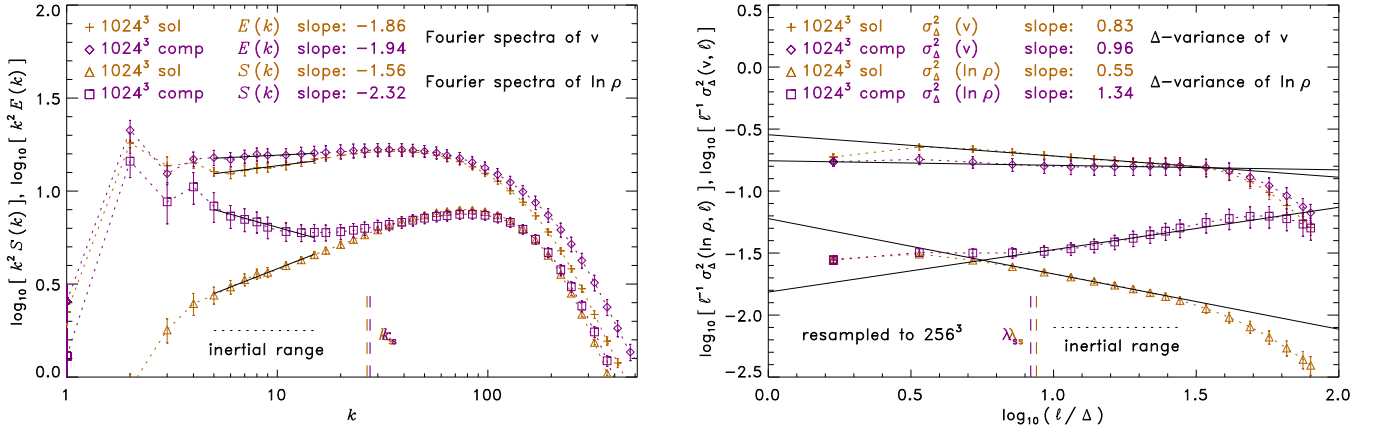 1024³ sol E(k) slope: −1.86
1024³ comp E(k) slope: −1.94
Fourier spectra of v
1024³ sol S(k) slope: −1.56
1024³ comp S(k) slope: −2.32
Fourier spectra of ln ρ
log₁₀ [ k² S(k) ], log₁₀ [ k² E(k) ]
2.0
1.5
1.0
0.5
0.0
inertial range
k_ss
1
10
100
k
1024³ sol σ²_Δ (v) slope: 0.83
1024³ comp σ²_Δ (v) slope: 0.96
Δ−variance of v
1024³ sol σ²_Δ (ln ρ) slope: 0.55
1024³ comp σ²_Δ (ln ρ) slope: 1.34
Δ−variance of ln ρ
log₁₀ [ ℓ⁻¹ σ²_Δ(ln ρ, ℓ) ], log₁₀ [ ℓ⁻¹ σ²_Δ(v, ℓ) ]
0.5
0.0
−0.5
−1.0
−1.5
−2.0
−2.5
resampled to 256³
λ_ss
inertial range
0.0
0.5
1.0
1.5
2.0
log₁₀ ( ℓ / Δ )